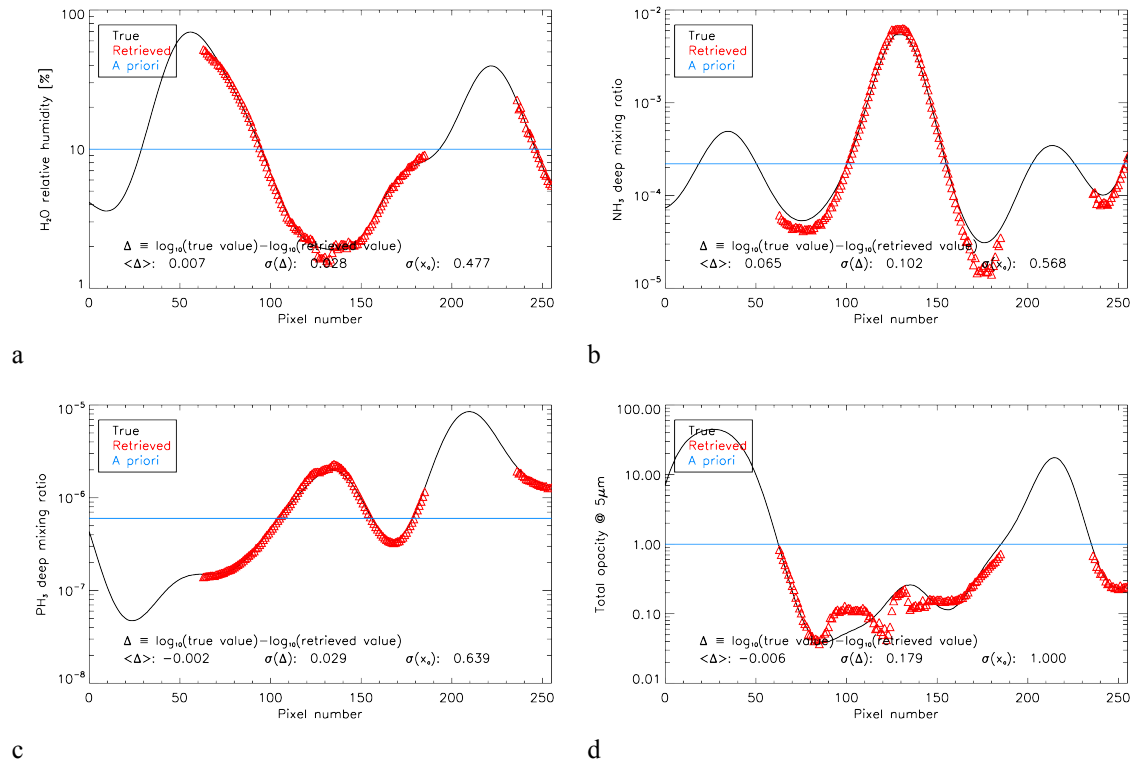 100
10
1
H₂O relative humidity [%]
True
Retrieved
A priori
Δ ≡ log₁₀(true value)−log₁₀(retrieved value)
<Δ>: 0.007 σ(Δ): 0.028 σ(xₐ): 0.477
0 50 100 150 200 250
Pixel number
a
10⁻²
10⁻³
10⁻⁴
10⁻⁵
NH₃ deep mixing ratio
True
Retrieved
A priori
Δ ≡ log₁₀(true value)−log₁₀(retrieved value)
<Δ>: 0.065 σ(Δ): 0.102 σ(xₐ): 0.568
0 50 100 150 200 250
Pixel number
b
10⁻⁵
10⁻⁶
10⁻⁷
10⁻⁸
PH₃ deep mixing ratio
True
Retrieved
A priori
Δ ≡ log₁₀(true value)−log₁₀(retrieved value)
<Δ>: −0.002 σ(Δ): 0.029 σ(xₐ): 0.639
0 50 100 150 200 250
Pixel number
c
100.00
10.00
1.00
0.10
0.01
Total opacity @ 5μm
True
Retrieved
A priori
Δ ≡ log₁₀(true value)−log₁₀(retrieved value)
<Δ>: −0.006 σ(Δ): 0.179 σ(xₐ): 1.000
0 50 100 150 200 250
Pixel number
d